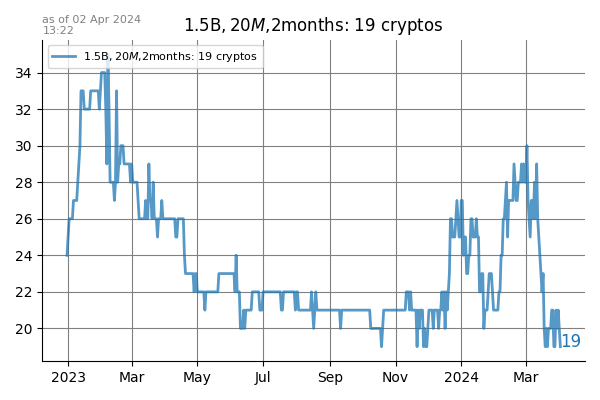 as of 02 Apr 2024
13:22
1.5B, 20M,2months: 19 cryptos
1.5B, 20M,2months: 19 cryptos
34
32
30
28
26
24
22
20
19
2023 Mar May Jul Sep Nov 2024 Mar